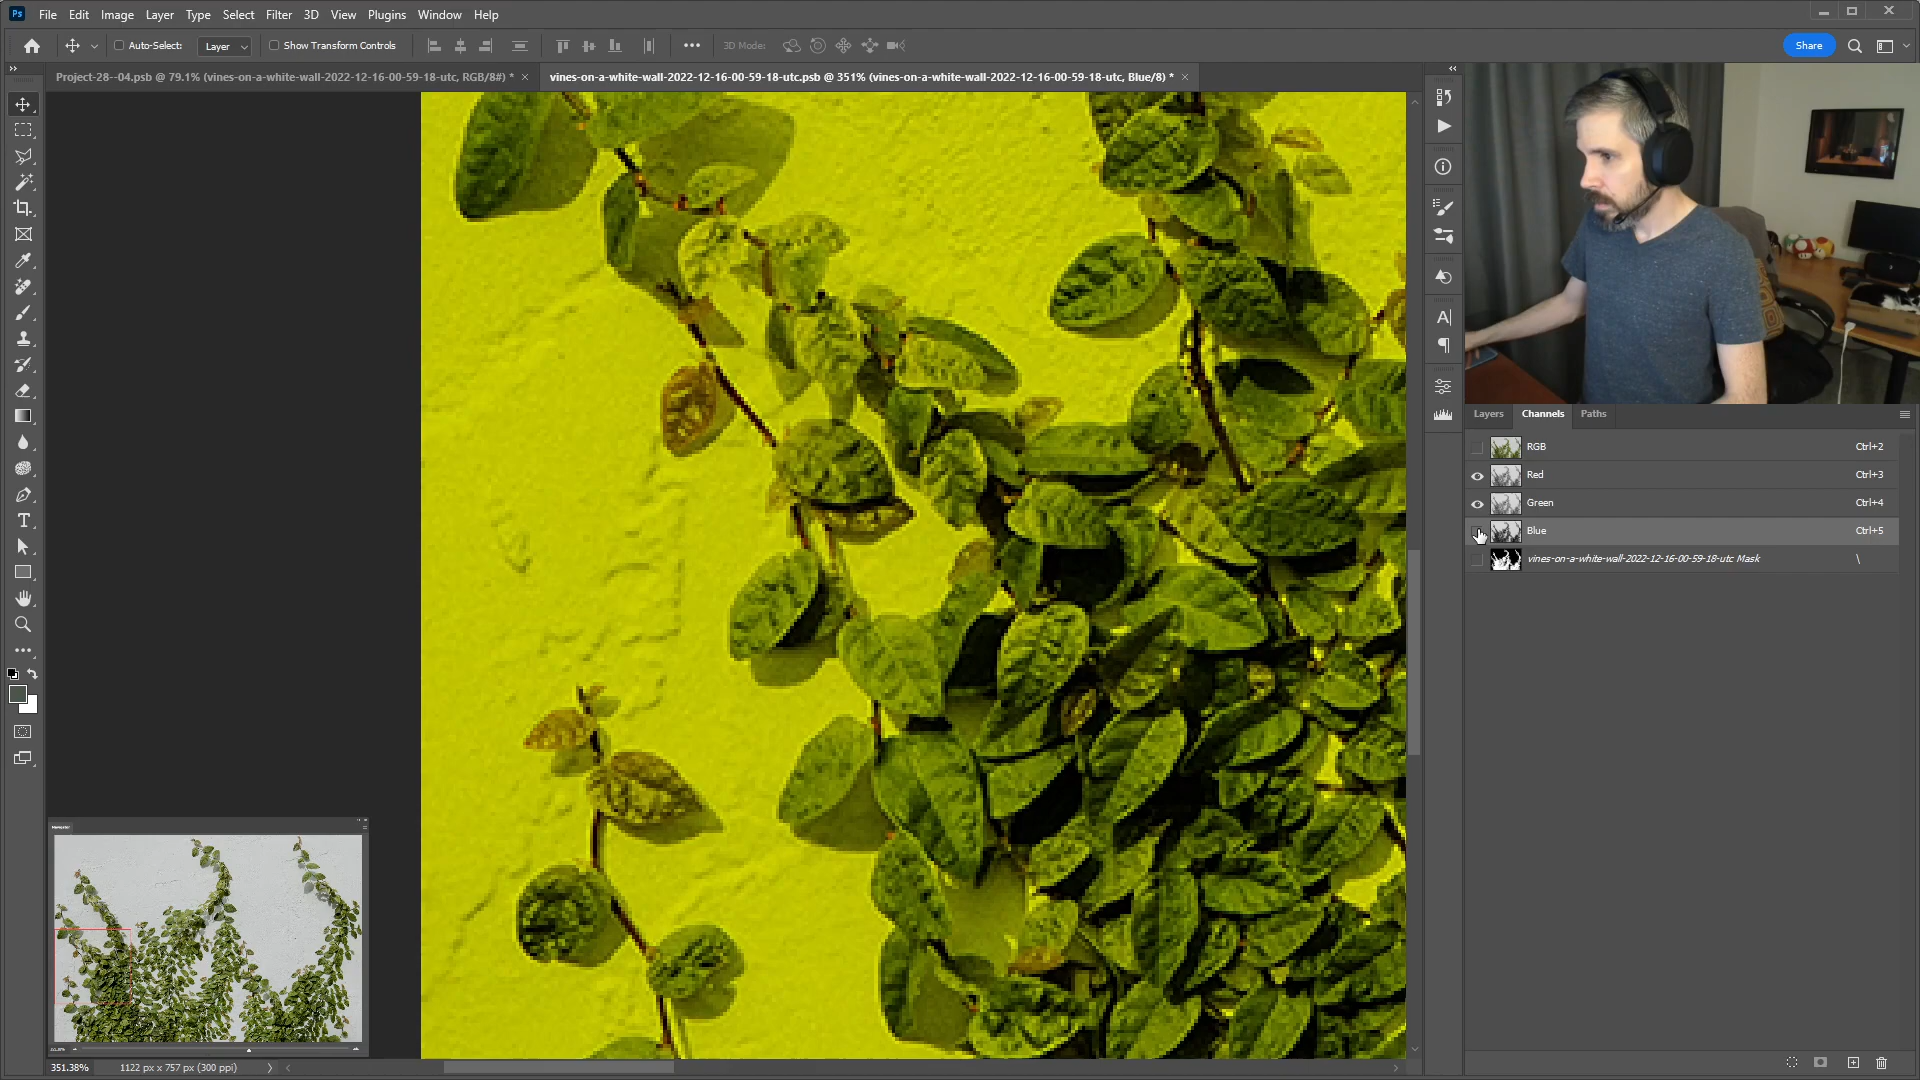 Ps File Edit Image Layer Type Select Filter 3D View Plugins Window Help
Auto-Select: Layer Show Transform Controls 3D Mode: Share
Project-28--04.psb @ 79.1% (vines-on-a-white-wall-2022-12-16-00-59-18-utc, RGB/8#) *
vines-on-a-white-wall-2022-12-16-00-59-18-utc.psb @ 351% (vines-on-a-white-wall-2022-12-16-00-59-18-utc, Blue/8) *
Layers Channels Paths
RGB Ctrl+2
Red Ctrl+3
Green Ctrl+4
Blue Ctrl+5
vines-on-a-white-wall-2022-12-16-00-59-18-utc Mask \
Navigator
351.38% 1122 px x 757 px (300 ppi)